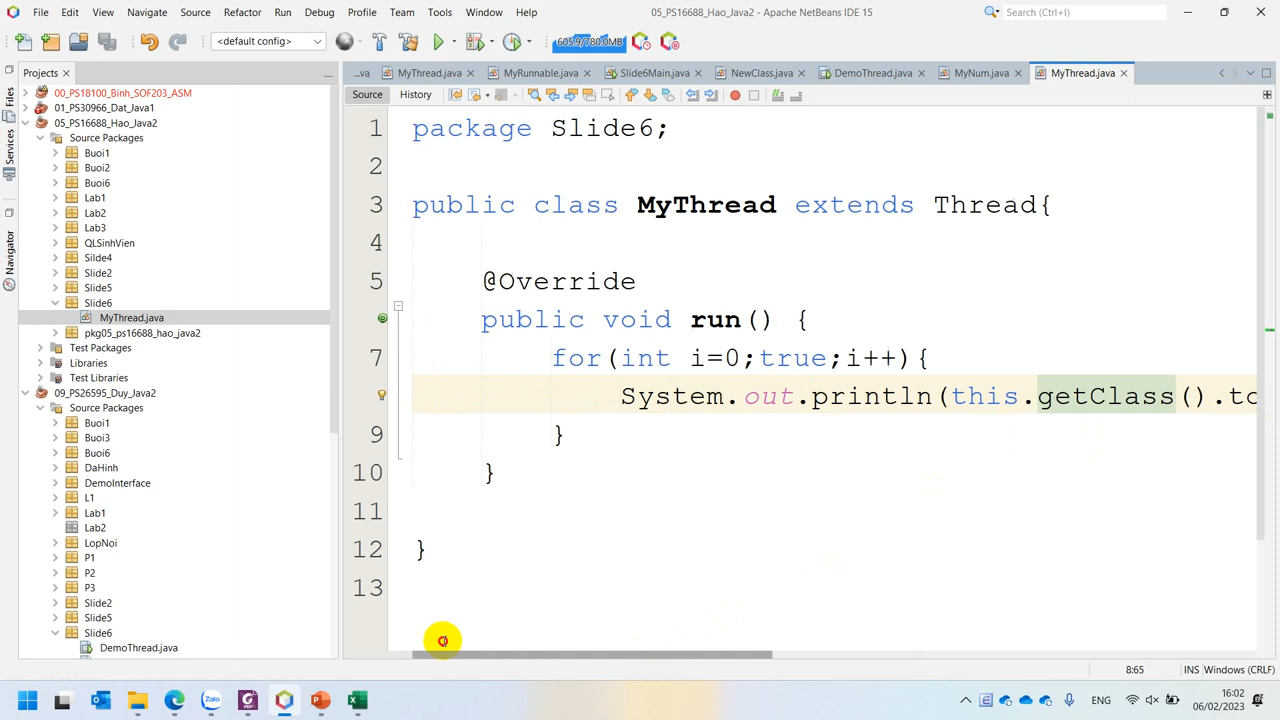 File Edit View Navigate Source Refactor Run Debug Profile Team Tools Window Help
05_PS16688_Hao_Java2 - Apache NetBeans IDE 15
Search (Ctrl+I)
<default config>
605.9/780.0MB
Projects
...va
MyThread.java
MyRunnable.java
Slide6Main.java
NewClass.java
DemoThread.java
MyNum.java
MyThread.java
Source
History
Files
Services
Navigator
00_PS18100_Binh_SOF203_ASM
01_PS30966_Dat_Java1
05_PS16688_Hao_Java2
Source Packages
Buoi1
Buoi2
Buoi6
Lab1
Lab2
Lab3
QLSinhVien
Silde4
Slide2
Slide5
Slide6
MyThread.java
pkg05_ps16688_hao_java2
Test Packages
Libraries
Test Libraries
09_PS26595_Duy_Java2
Source Packages
Buoi1
Buoi3
Buoi6
DaHinh
DemoInterface
L1
Lab1
Lab2
LopNoi
P1
P2
P3
Slide2
Slide5
Slide6
DemoThread.java
1 package Slide6;
2
3 public class MyThread extends Thread{
4
5 @Override
public void run() {
7 for(int i=0;true;i++){
System.out.println(this.getClass().to
9 }
10 }
11
12 }
13
8:65
INS
Windows (CRLF)
Zalo
ENG
16:02
06/02/2023